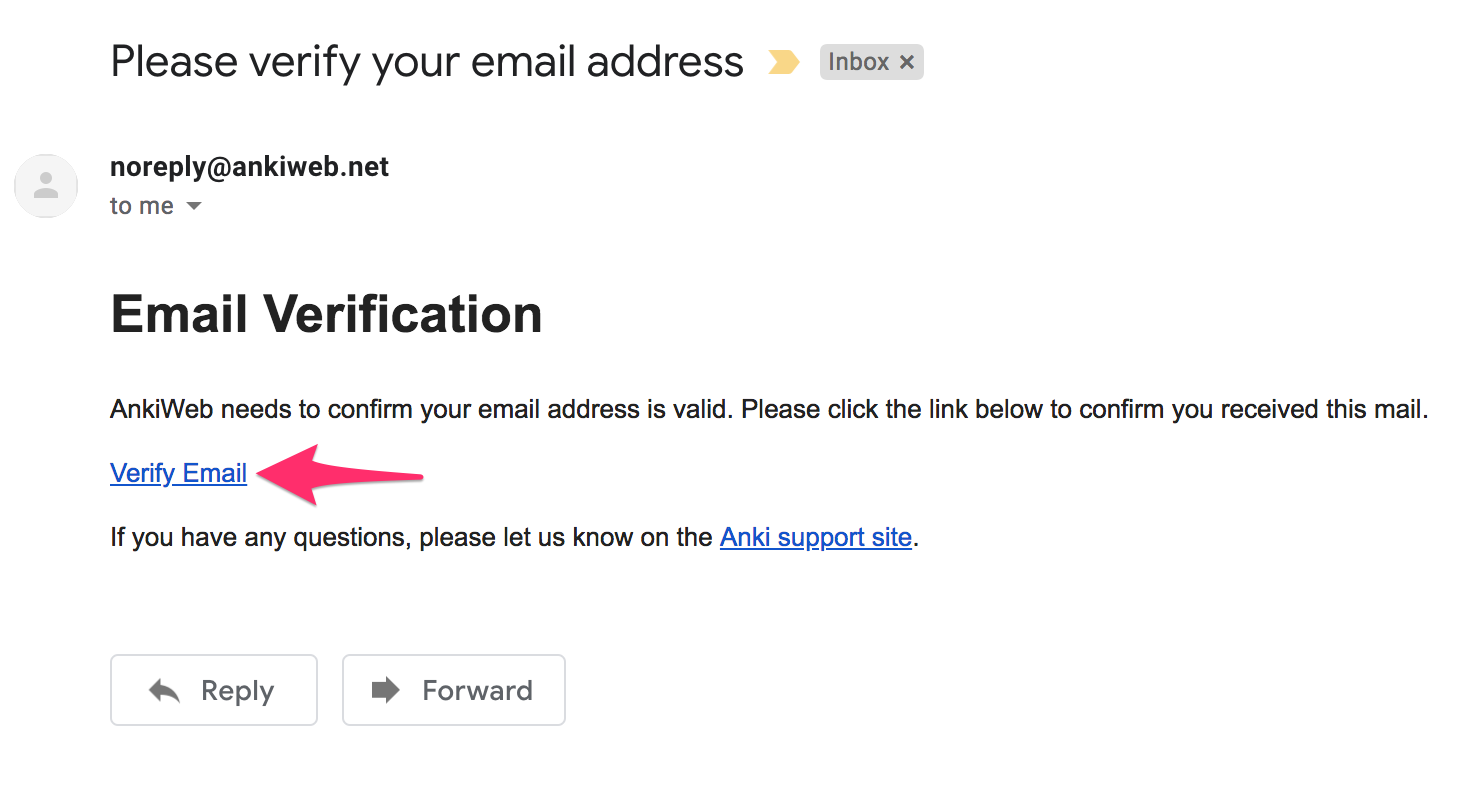 Please verify your email address Inbox ×
noreply@ankiweb.net
to me
Email Verification
AnkiWeb needs to confirm your email address is valid. Please click the link below to confirm you received this mail.
Verify Email
If you have any questions, please let us know on the Anki support site.
Reply Forward